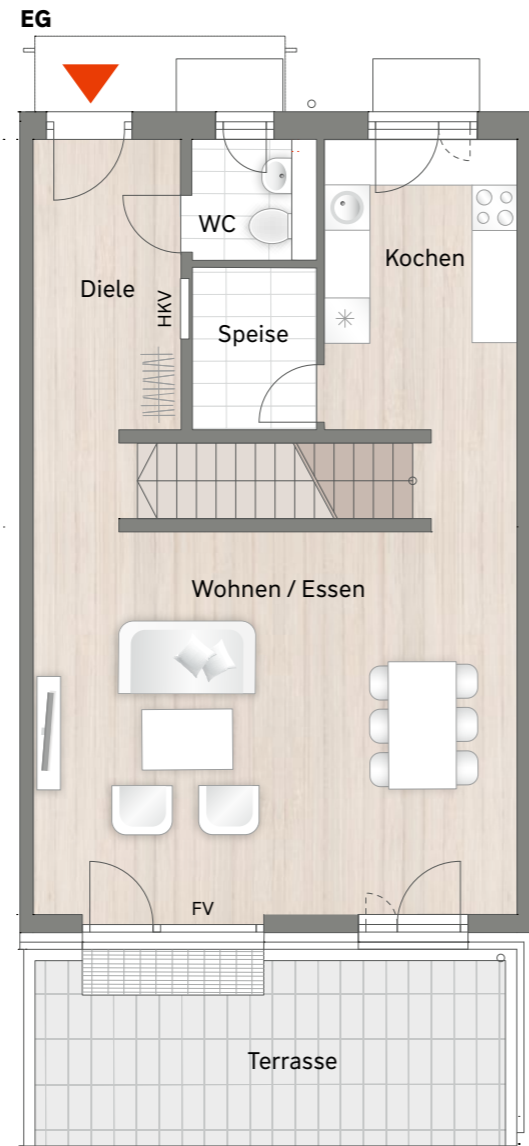 EG
WC
Kochen
Diele
HKV
Speise
Wohnen / Essen
FV
Terrasse